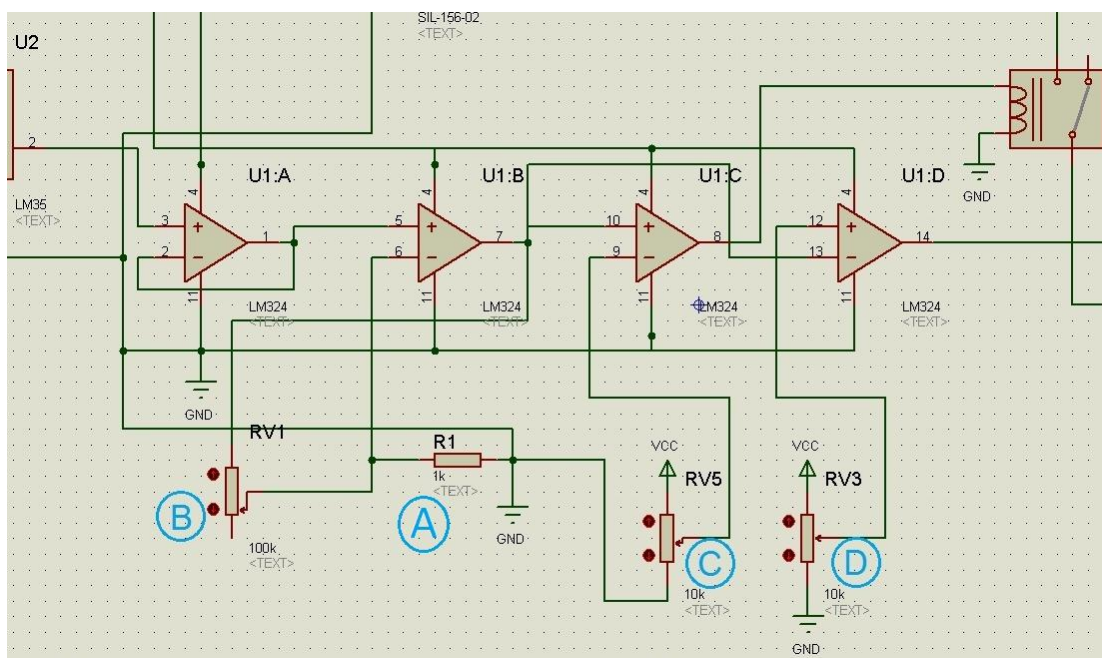 SIL-156-02
<TEXT>
U2
2
LM35
<TEXT>
U1:A
4
3
2
1
11
LM324
<TEXT>
U1:B
4
5
6
7
11
LM324
<TEXT>
U1:C
4
10
9
8
11
LM324
<TEXT>
U1:D
4
12
13
14
11
LM324
<TEXT>
GND
GND
RV1
100k
<TEXT>
B
R1
1k
<TEXT>
A
GND
VCC
RV5
C
10k
<TEXT>
VCC
RV3
D
10k
<TEXT>
GND